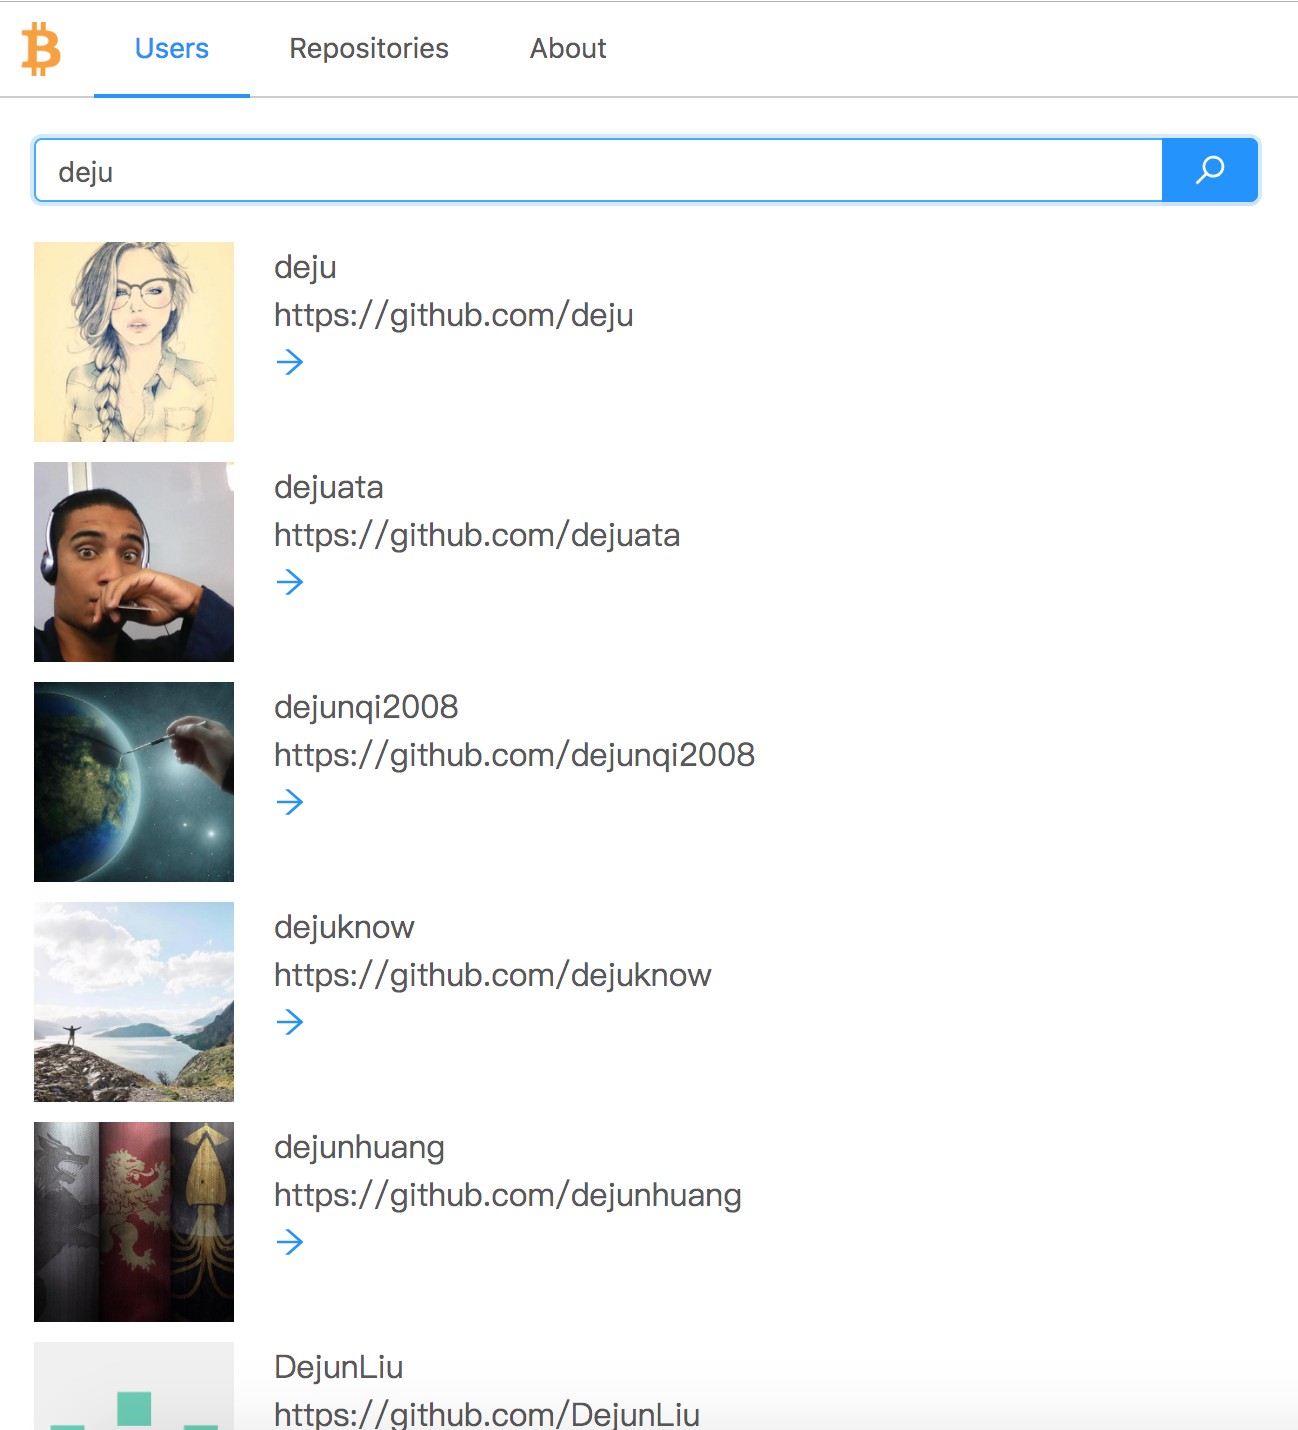 Users Repositories About
deju
deju
https://github.com/deju
dejuata
https://github.com/dejuata
dejunqi2008
https://github.com/dejunqi2008
dejuknow
https://github.com/dejuknow
dejunhuang
https://github.com/dejunhuang
DejunLiu
https://github.com/DejunLiu